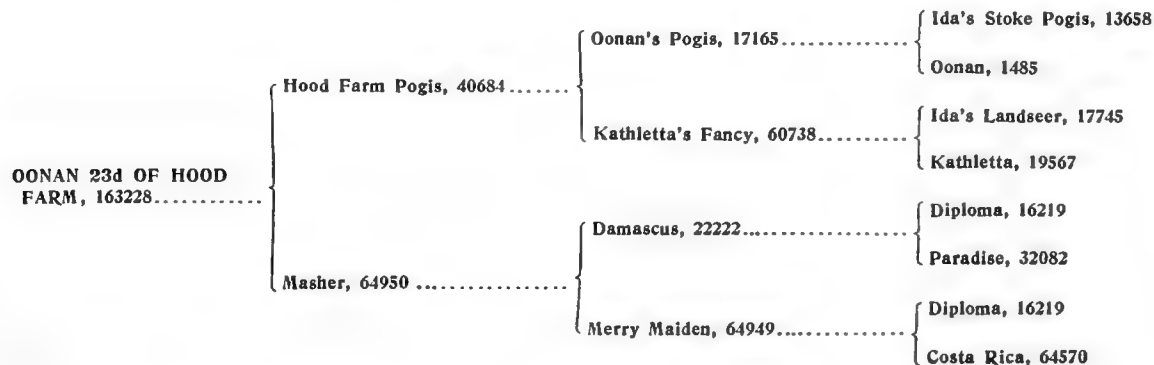 OONAN 23d OF HOOD
FARM, 163228............
Hood Farm Pogis, 40684......
Masher, 64950 ..............
Oonan's Pogis, 17165.............
Kathletta's Fancy, 60738.........
Damascus, 22222..................
Merry Maiden, 64949..............
Ida's Stoke Pogis, 13658
Oonan, 1485
Ida's Landseer, 17745
Kathletta, 19567
Diploma, 16219
Paradise, 32082
Diploma, 16219
Costa Rica, 64570